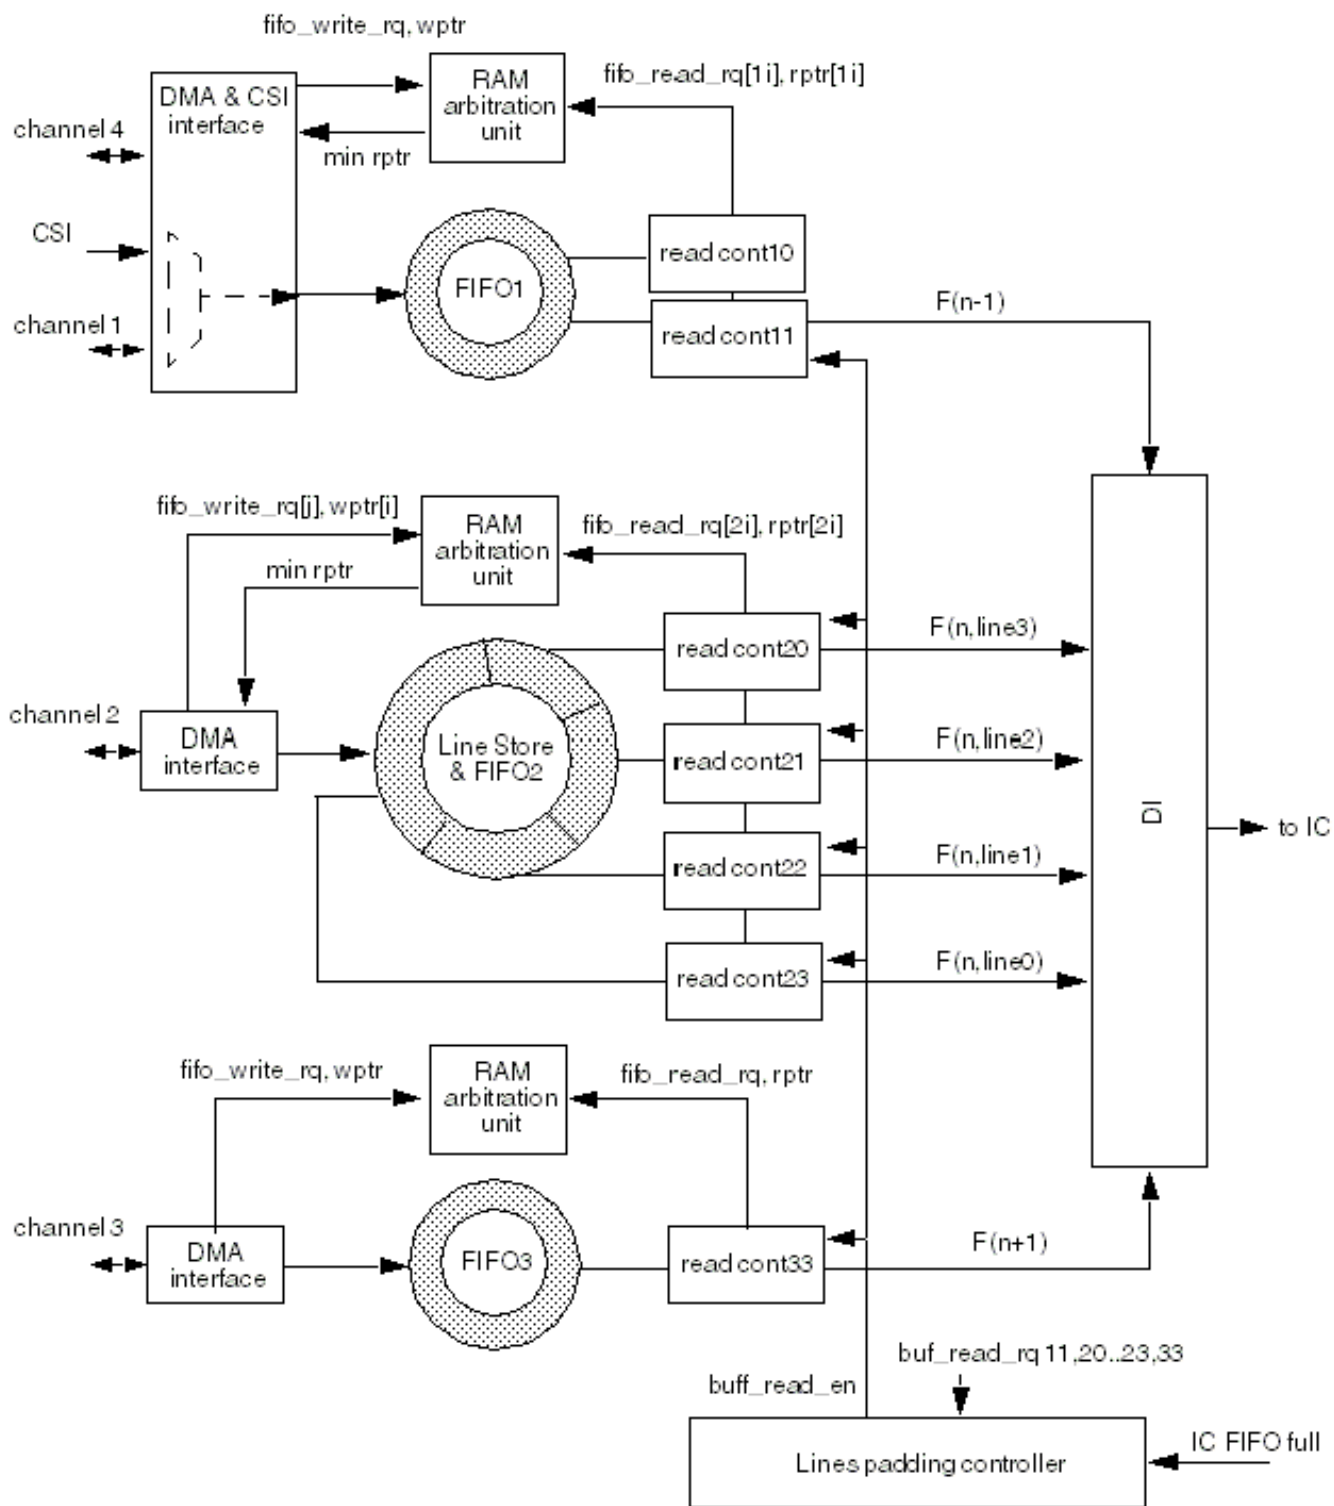 fifo_write_rq, wptr
DMA & CSI
interface
RAM
arbitration
unit
fifo_read_rq[1i], rptr[1i]
channel 4
min rptr
CSI
read cont10
FIFO1
F(n-1)
channel 1
read cont11
fifo_write_rq[j], wptr[i]
RAM
arbitration
unit
fifo_read_rq[2i], rptr[2i]
min rptr
read cont20
F(n,line3)
channel 2
DMA
interface
Line Store
& FIFO2
read cont21
F(n,line2)
DI
to IC
read cont22
F(n,line1)
read cont23
F(n,line0)
fifo_write_rq, wptr
RAM
arbitration
unit
fifo_read_rq, rptr
channel 3
DMA
interface
FIFO3
read cont33
F(n+1)
buf_read_rq 11,20..23,33
buff_read_en
Lines padding controller
IC FIFO full